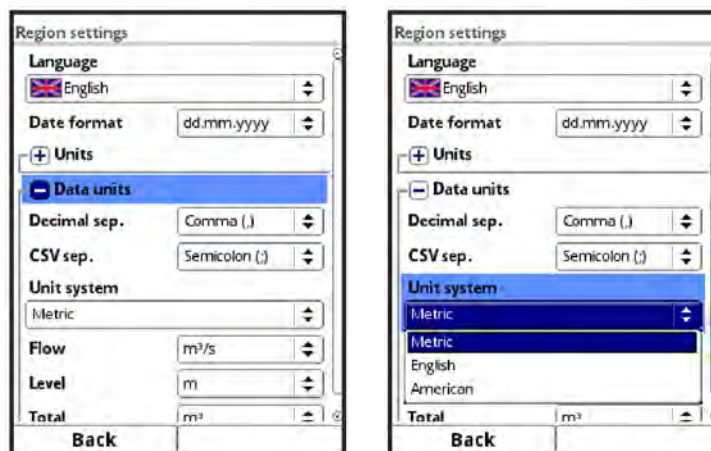 Region settings
Language
English
Date format dd.mm.yyyy
+ Units
- Data units
Decimal sep. Comma (,)
CSV sep. Semicolon (;)
Unit system
Metric
Flow m³/s
Level m
Total m³
Back
Region settings
Language
English
Date format dd.mm.yyyy
+ Units
- Data units
Decimal sep. Comma (,)
CSV sep. Semicolon (;)
Unit system
Metric
Metric
English
American
Total m³
Back